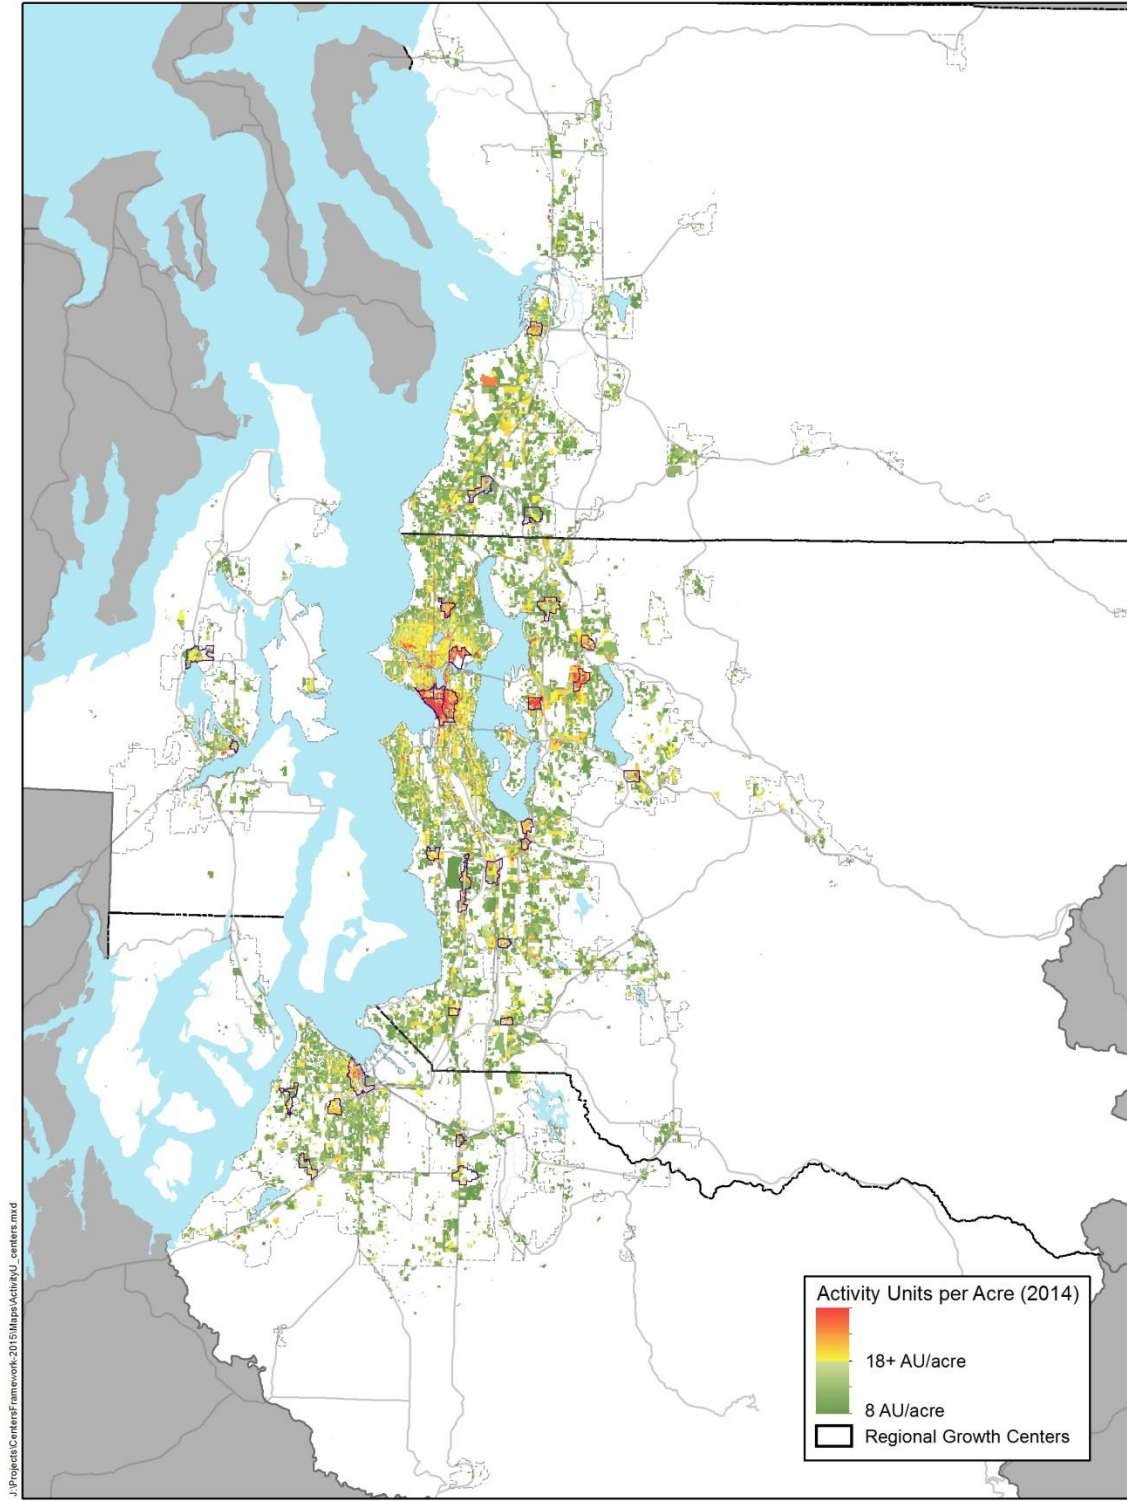 J:\Projects\CentersFramework-2015\Maps\ActivityU_centers.mxd
Activity Units per Acre (2014)
18+ AU/acre
8 AU/acre
Regional Growth Centers